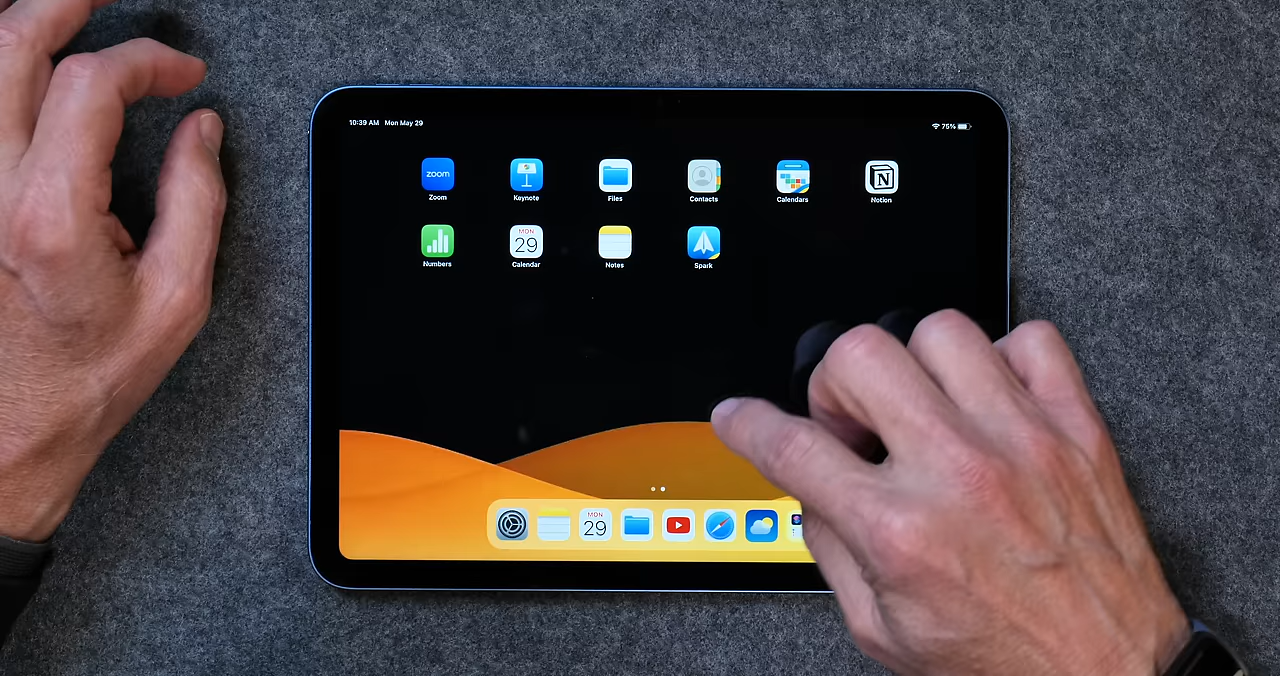 10:39 AM Mon May 29
75%
zoom
Zoom
Keynote
Files
Contacts
Calendars
N
Notion
Numbers
MON
29
Calendar
Notes
Spark
MON
29